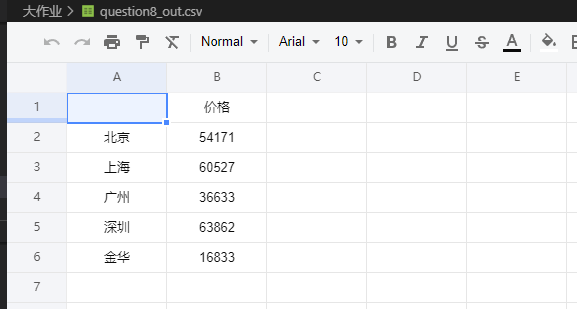 大作业 > question8_out.csv
Normal Arial 10 B I U S A
A B C D E
1 价格
2 北京 54171
3 上海 60527
4 广州 36633
5 深圳 63862
6 金华 16833
7